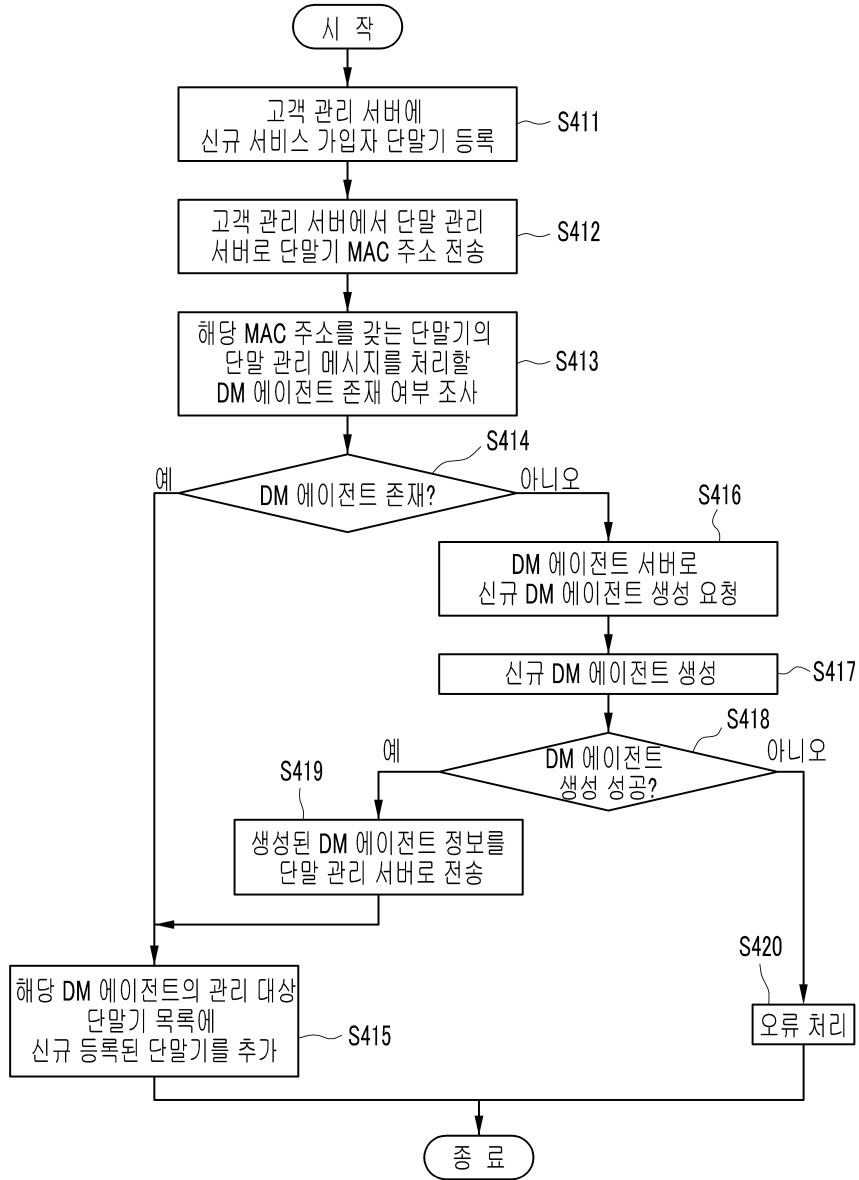 시 작
고객 관리 서버에
신규 서비스 가입자 단말기 등록
S411
고객 관리 서버에서 단말 관리
서버로 단말기 MAC 주소 전송
S412
해당 MAC 주소를 갖는 단말기의
단말 관리 메시지를 처리할
DM 에이전트 존재 여부 조사
S413
S414
예
DM 에이전트 존재?
아니오
S416
DM 에이전트 서버로
신규 DM 에이전트 생성 요청
신규 DM 에이전트 생성
S417
S418
예
DM 에이전트
생성 성공?
아니오
S419
생성된 DM 에이전트 정보를
단말 관리 서버로 전송
S420
해당 DM 에이전트의 관리 대상
단말기 목록에
신규 등록된 단말기를 추가
S415
오류 처리
종 료